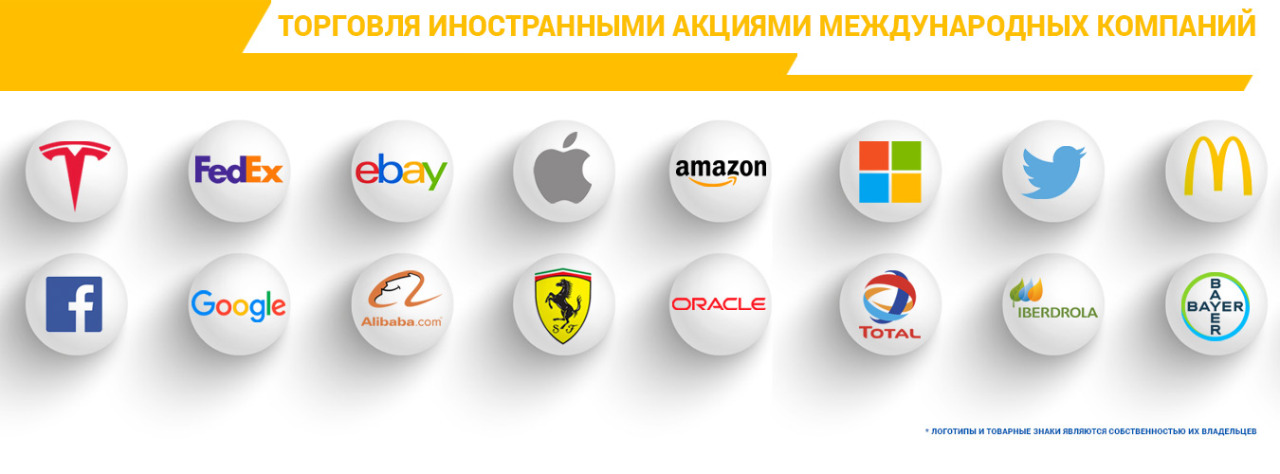 ТОРГОВЛЯ ИНОСТРАННЫМИ АКЦИЯМИ МЕЖДУНАРОДНЫХ КОМПАНИЙ
FedEx
ebay
amazon
Google
Alibaba.com
S F
ORACLE
TOTAL
IBERDROLA
BAYER
BAYER
* ЛОГОТИПЫ И ТОВАРНЫЕ ЗНАКИ ЯВЛЯЮТСЯ СОБСТВЕННОСТЬЮ ИХ ВЛАДЕЛЬЦЕВ